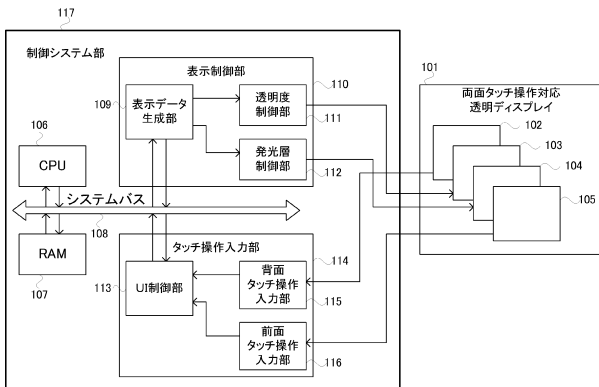 117
制御システム部
表示制御部
110
109
表示データ
生成部
透明度
制御部
111
発光層
制御部
112
106
CPU
システムバス
108
RAM
107
タッチ操作入力部
114
113
UI制御部
背面
タッチ操作
入力部
115
前面
タッチ操作
入力部
116
101
両面タッチ操作対応
透明ディスプレイ
102
103
104
105